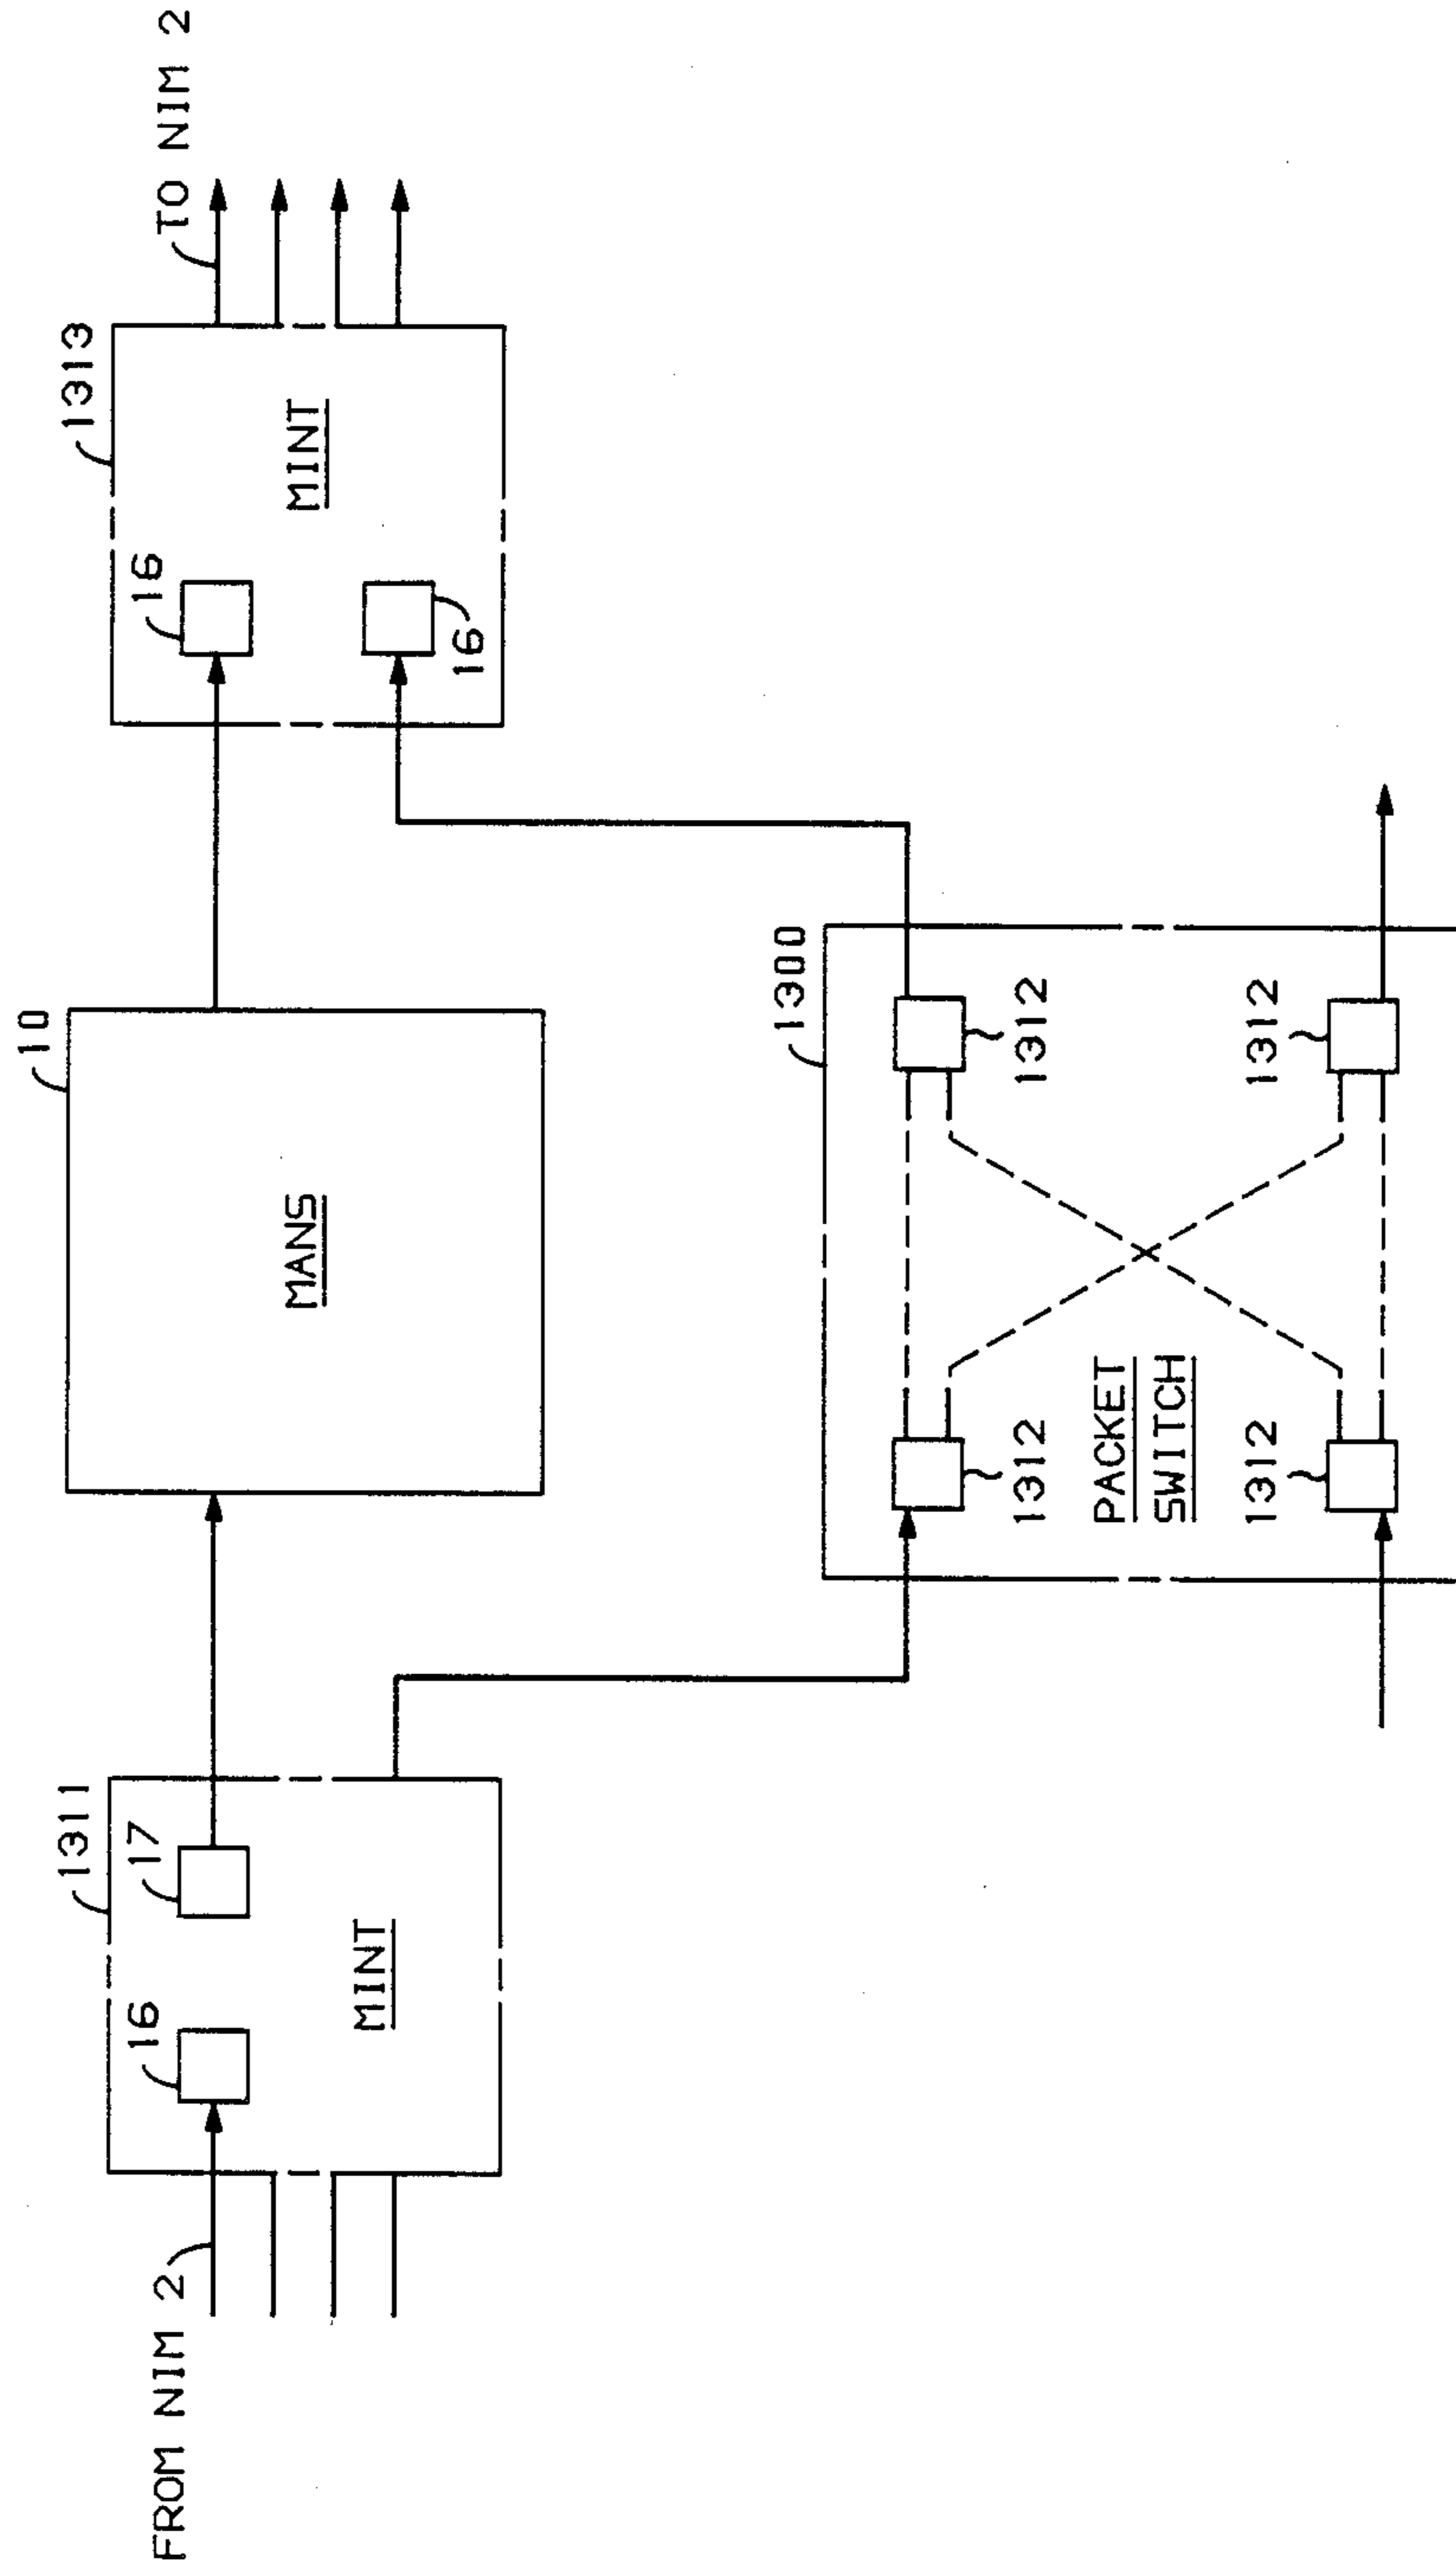 10
1311
1313
16
17
16
FROM NIM 2
TO NIM 2
MINT
MANS
MINT
16
1300
1312
1312
PACKET
SWITCH
1312
1312